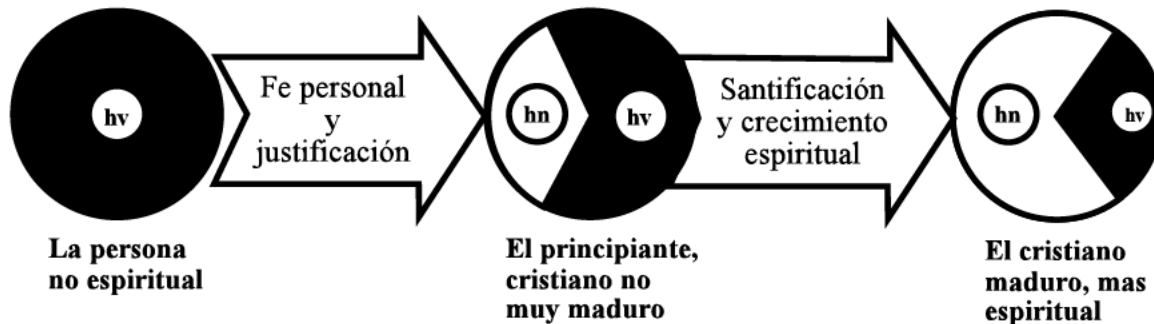 hv
Fe personal
y
justificación
hn
hv
Santificación
y crecimiento
espiritual
hn
hv
La persona
no espiritual
El principiante,
cristiano no
muy maduro
El cristiano
maduro, mas
espiritual